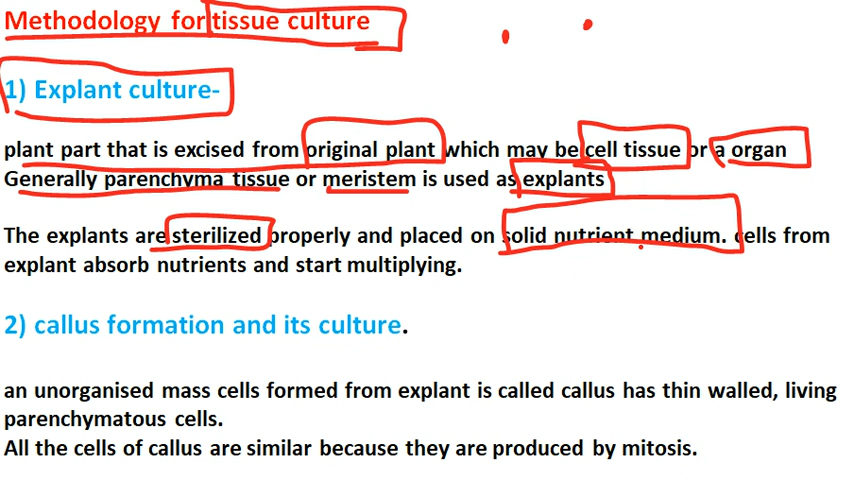 Methodology for tissue culture
1) Explant culture-
plant part that is excised from original plant which may be cell tissue or a organ
Generally parenchyma tissue or meristem is used as explants
The explants are sterilized properly and placed on solid nutrient medium. cells from
explant absorb nutrients and start multiplying.
2) callus formation and its culture.
an unorganised mass cells formed from explant is called callus has thin walled, living
parenchymatous cells.
All the cells of callus are similar because they are produced by mitosis.